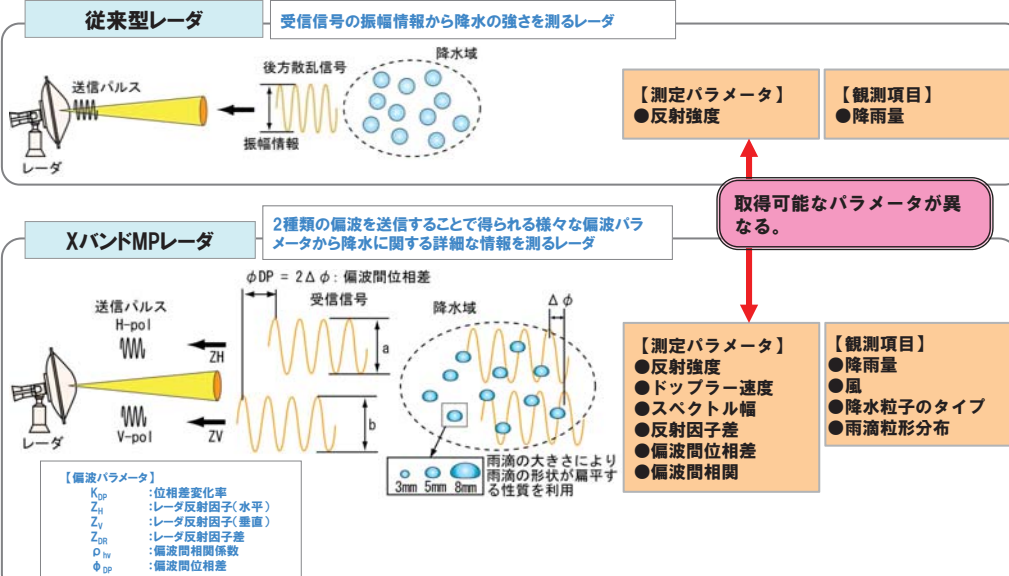 従来型レーダ
受信信号の振幅情報から降水の強さを測るレーダ
降水域
後方散乱信号
送信パルス
振幅情報
レーダ
【測定パラメータ】
●反射強度
【観測項目】
●降雨量
取得可能なパラメータが異
なる。
XバンドMPレーダ
2種類の偏波を送信することで得られる様々な偏波パラ
メータから降水に関する詳細な情報を測るレーダ
φDP = 2Δφ: 偏波間位相差
送信パルス
H-pol
受信信号
降水域
Δφ
ZH
a
レーダ
V-pol
ZV
b
3mm 5mm 8mm
雨滴の大きさにより
雨滴の形状が扁平す
る性質を利用
【測定パラメータ】
●反射強度
●ドップラー速度
●スペクトル幅
●反射因子差
●偏波間位相差
●偏波間相関
【観測項目】
●降雨量
●風
●降水粒子のタイプ
●雨滴粒形分布
【偏波パラメータ】
KDP :位相差変化率
ZH :レーダ反射因子(水平)
ZV :レーダ反射因子(垂直)
ZDR :レーダ反射因子差
ρhv :偏波間相関係数
φDP :偏波間位相差